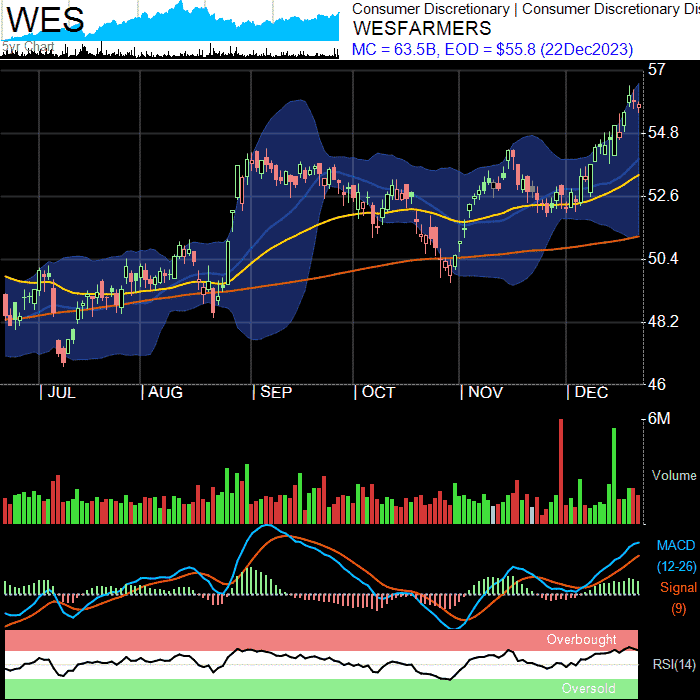 WES
5yr Chart
Consumer Discretionary | Consumer Discretionary Dis
WESFARMERS
MC = 63.5B, EOD = $55.8 (22Dec2023)
57
54.8
52.6
50.4
48.2
46
| JUL | AUG | SEP | OCT | NOV | DEC
6M
Volume
MACD
(12-26)
Signal
(9)
Overbought
RSI(14)
Oversold